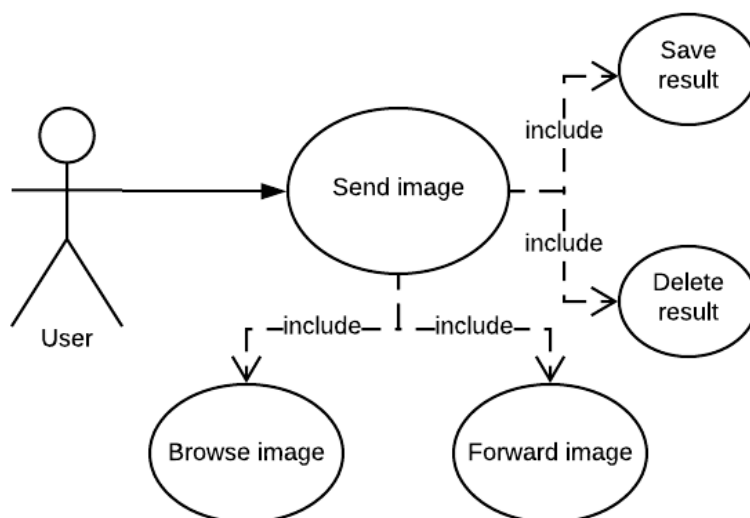 Save
result
include
Send image
include
Delete
result
User
include
include
Browse image
Forward image